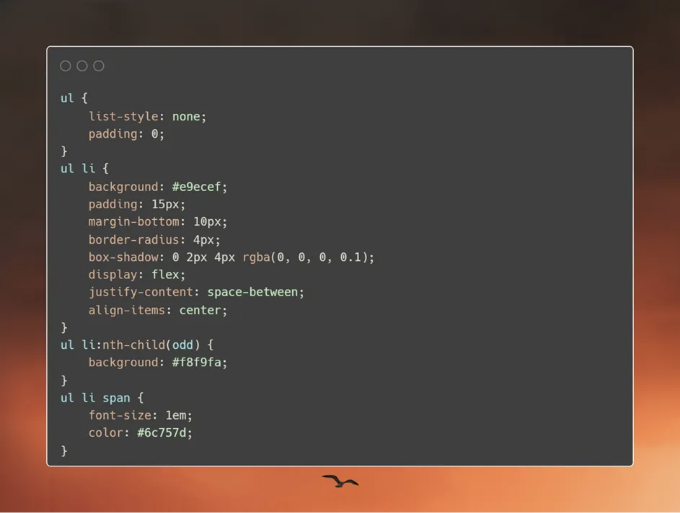 ul {
    list-style: none;
    padding: 0;
}
ul li {
    background: #e9ecef;
    padding: 15px;
    margin-bottom: 10px;
    border-radius: 4px;
    box-shadow: 0 2px 4px rgba(0, 0, 0, 0.1);
    display: flex;
    justify-content: space-between;
    align-items: center;
}
ul li:nth-child(odd) {
    background: #f8f9fa;
}
ul li span {
    font-size: 1em;
    color: #6c757d;
}